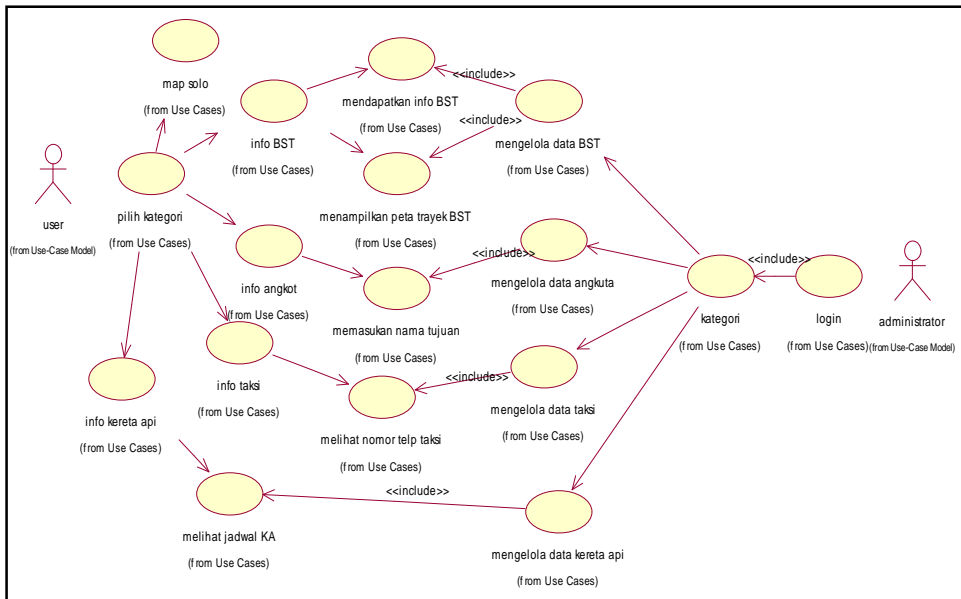 map solo
(from Use Cases)
<<include>>
mendapatkan info BST
(from Use Cases)
info BST
(from Use Cases)
<<include>>
mengelola data BST
(from Use Cases)
user
(from Use-Case Model)
pilih kategori
(from Use Cases)
menampilkan peta trayek BST
(from Use Cases)
info angkot
(from Use Cases)
<<include>>
mengelola data angkuta
(from Use Cases)
<<include>>
kategori
(from Use Cases)
login
(from Use Cases)
administrator
(from Use-Case Model)
memasukan nama tujuan
(from Use Cases)
info taksi
(from Use Cases)
<<include>>
mengelola data taksi
(from Use Cases)
info kereta api
(from Use Cases)
melihat nomor telp taksi
(from Use Cases)
<<include>>
melihat jadwal KA
(from Use Cases)
mengelola data kereta api
(from Use Cases)